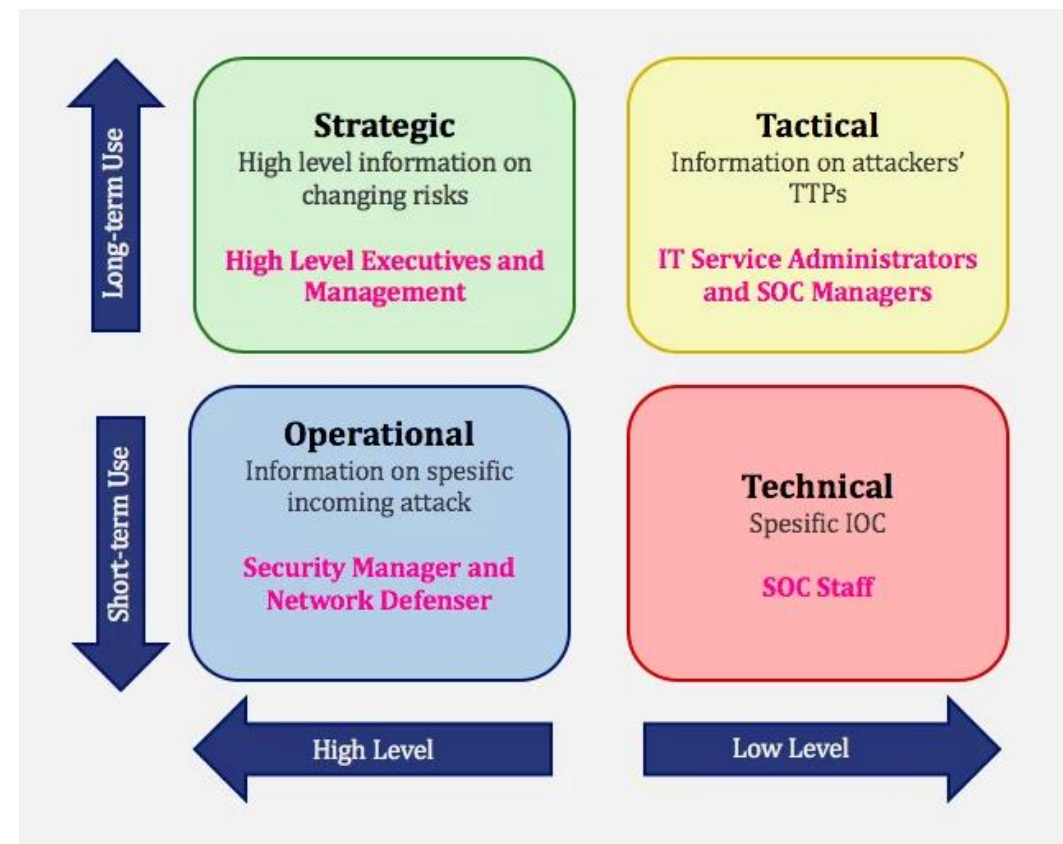 Long-term Use
Strategic
High level information on
changing risks
High Level Executives and
Management
Tactical
Information on attackers’
TTPs
IT Service Administrators
and SOC Managers
Short-term Use
Operational
Information on spesific
incoming attack
Security Manager and
Network Defenser
Technical
Spesific IOC
SOC Staff
High Level
Low Level